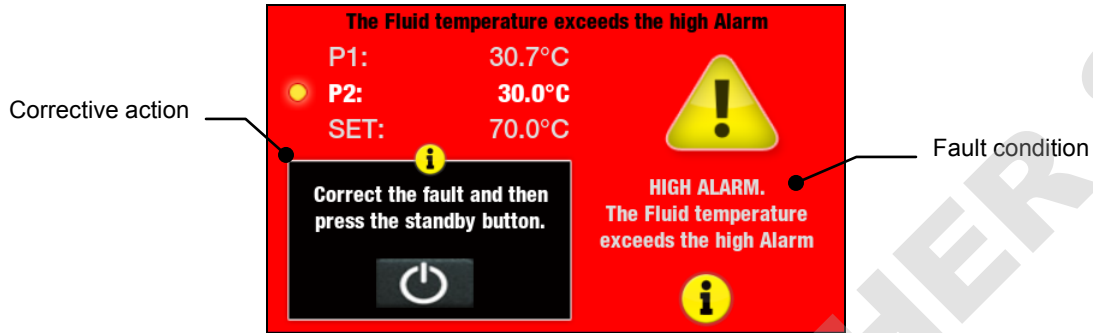 The Fluid temperature exceeds the high Alarm
P1: 30.7°C
P2: 30.0°C
SET: 70.0°C
Corrective action
Correct the fault and then
press the standby button.
Fault condition
HIGH ALARM.
The Fluid temperature
exceeds the high Alarm